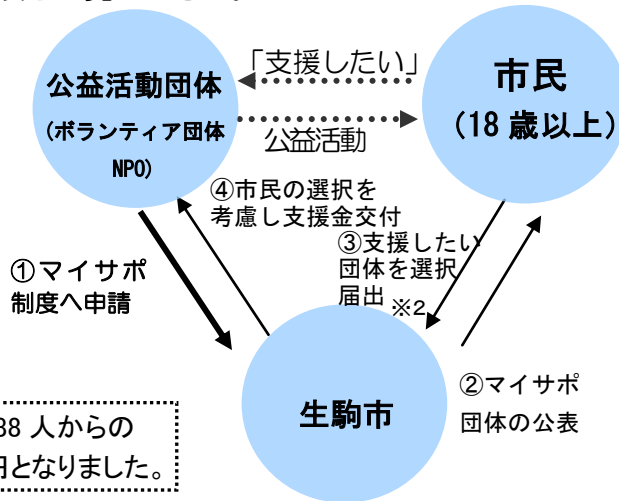 「支援したい」
公益活動団体
(ボランティア団体
NPO)
公益活動
市民
(18 歳以上)
④市民の選択を
考慮し支援金交付
③支援したい
団体を選択
届出 ※2
①マイサポ
制度へ申請
②マイサポ
団体の公表
生駒市
38 人からの
円となりました。